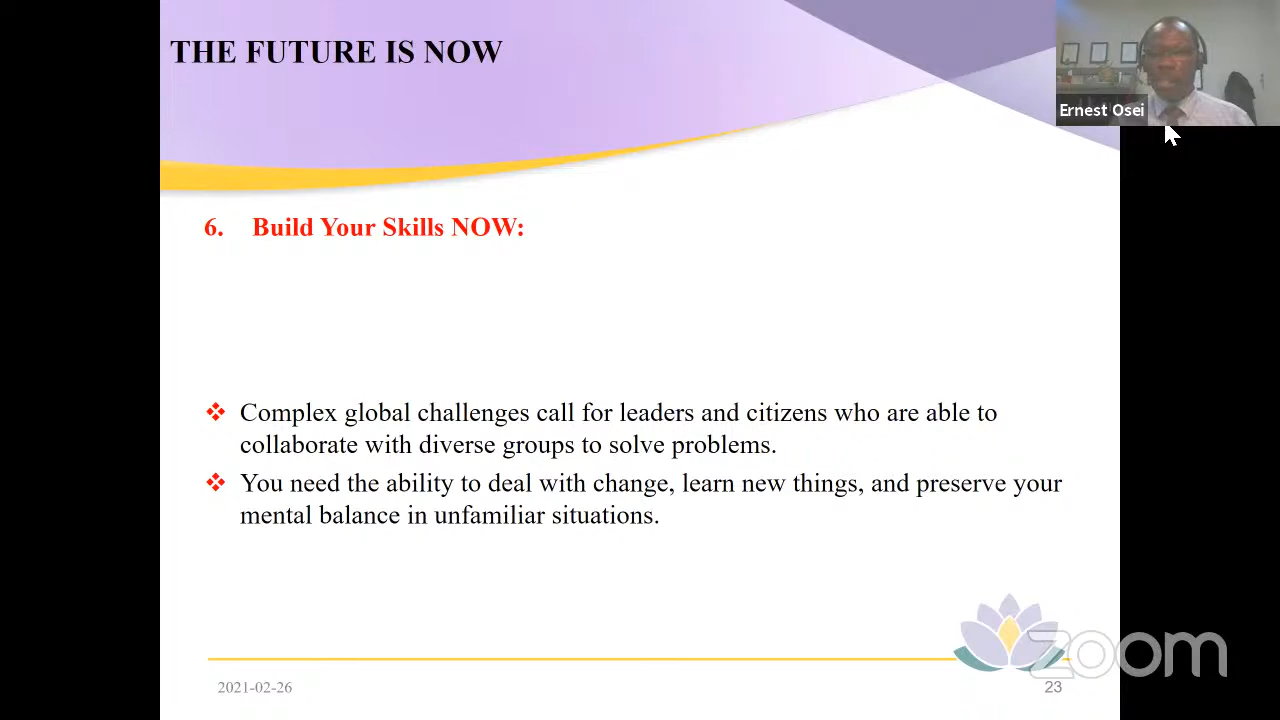 THE FUTURE IS NOW
Ernest Osei
6. Build Your Skills NOW:
❖ Complex global challenges call for leaders and citizens who are able to
collaborate with diverse groups to solve problems.
❖ You need the ability to deal with change, learn new things, and preserve your
mental balance in unfamiliar situations.
zoom
2021-02-26
23